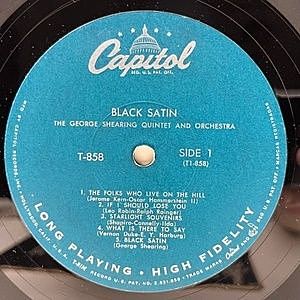 Capitol
REG. U.S. PAT. OFF.
BLACK SATIN
THE GEORGE SHEARING QUINTET AND ORCHESTRA
T-858
SIDE 1
(T1-858)
1. THE FOLKS WHO LIVE ON THE HILL
(Jerome Kern-Oscar Hammerstein II)
2. IF I SHOULD LOSE YOU
(Leo Robin-Ralph Rainger)
3. STARLIGHT SOUVENIRS
(Shapiro-Connelly-Ilda)
4. WHAT IS THERE TO SAY
(Vernon Duke-E. Y. Harburg)
5. BLACK SATIN
(George Shearing)
LONG PLAYING • HIGH FIDELITY